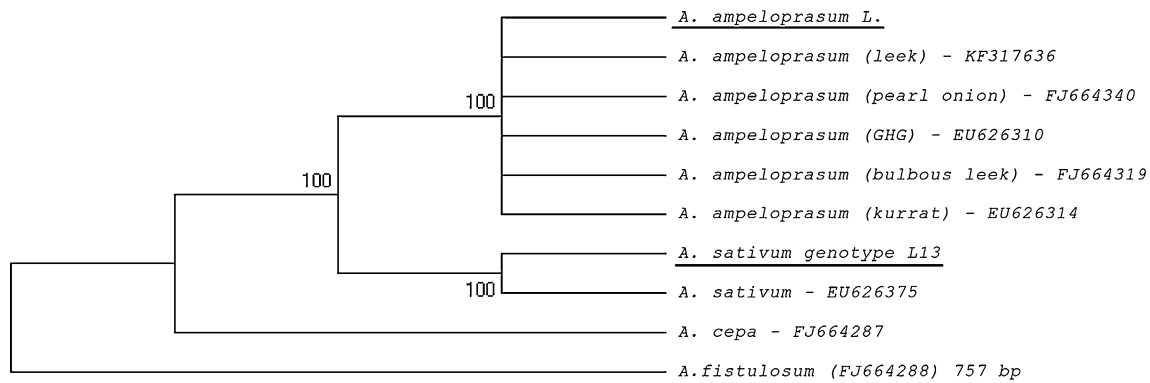 A. ampeloprasum L.
A. ampeloprasum (leek) - KF317636
100
A. ampeloprasum (pearl onion) - FJ664340
A. ampeloprasum (GHG) - EU626310
100
A. ampeloprasum (bulbous leek) - FJ664319
A. ampeloprasum (kurrat) - EU626314
A. sativum genotype L13
100
A. sativum - EU626375
A. cepa - FJ664287
A.fistulosum (FJ664288) 757 bp